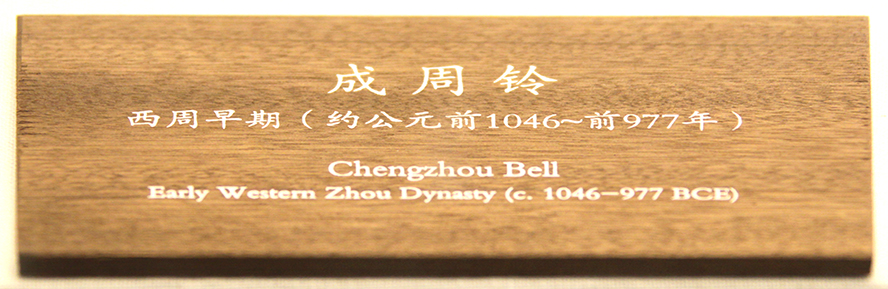 成周铃
西周早期（约公元前1046~前977年）
Chengzhou Bell
Early Western Zhou Dynasty (c. 1046–977 BCE)